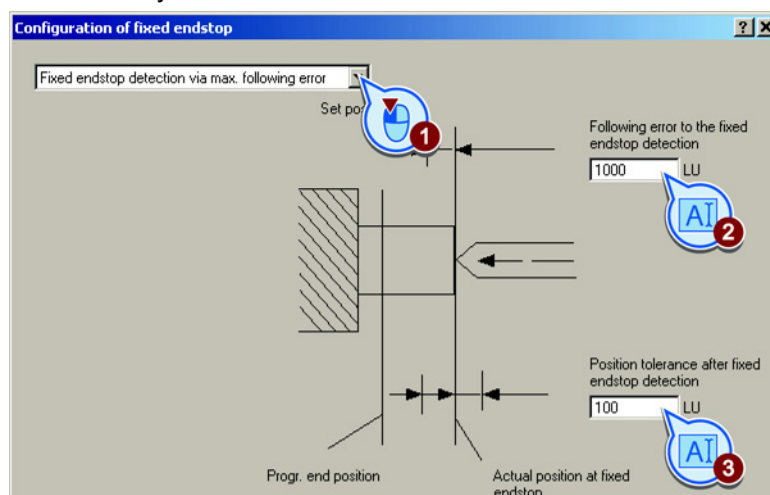 Configuration of fixed endstop
Fixed endstop detection via max. following error
1
Following error to the fixed
endstop detection
1000 LU
AI
2
Position tolerance after fixed
endstop detection
100 LU
AI
3
Progr. end position
Actual position at fixed
endstop